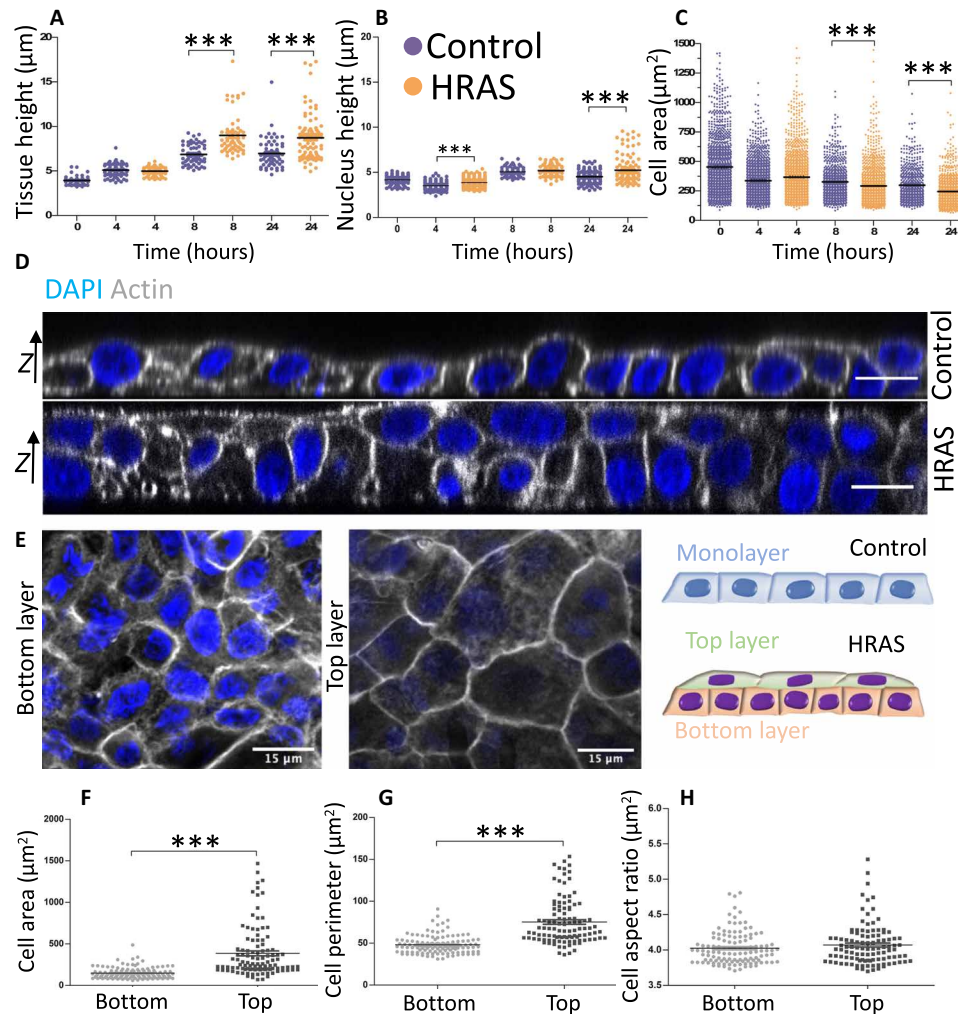 A
Tissue height (µm)
20
15
10
5
0
***
***
0 4 4 8 8 24 24
Time (hours)
B
Nucleus height (µm)
20
15
10
5
0
Control
HRAS
***
***
0 4 4 8 8 24 24
Time (hours)
C
Cell area(µm²)
1500
1250
1000
750
500
250
0
***
***
0 4 4 8 8 24 24
Time (hours)
D
DAPI Actin
Z
Control
Z
HRAS
E
Bottom layer
15 µm
Top layer
15 µm
Monolayer
Control
Top layer
HRAS
Bottom layer
F
Cell area (µm²)
2000
1500
1000
500
0
***
Bottom Top
G
Cell perimeter (µm²)
150
100
50
0
***
Bottom Top
H
Cell aspect ratio (µm²)
6.0
5.5
5.0
4.5
4.0
3.5
Bottom Top